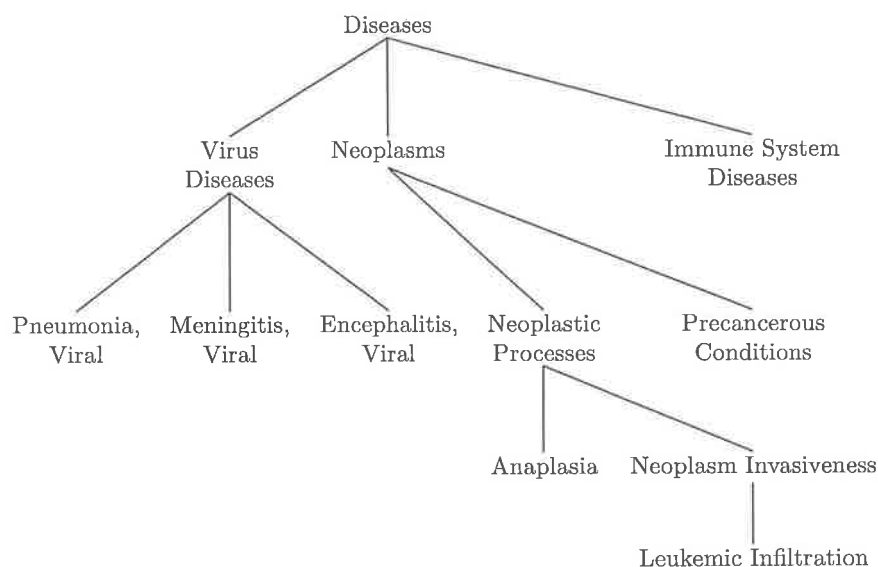 Diseases
Virus
Diseases
Neoplasms
Immune System
Diseases
Pneumonia,
Viral
Meningitis,
Viral
Encephalitis,
Viral
Neoplastic
Processes
Precancerous
Conditions
Anaplasia
Neoplasm Invasiveness
Leukemic Infiltration